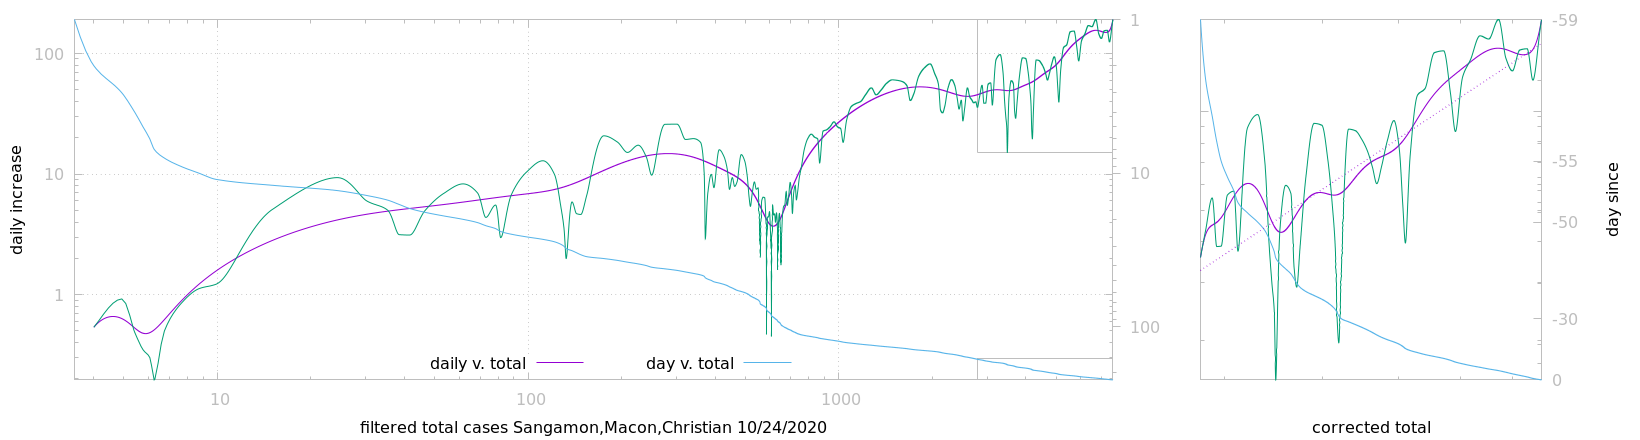 1
-59
100
daily increase
10
10
-55
-50
day since
1
100
-30
daily v. total
day v. total
0
10
100
1000
filtered total cases Sangamon,Macon,Christian 10/24/2020
corrected total